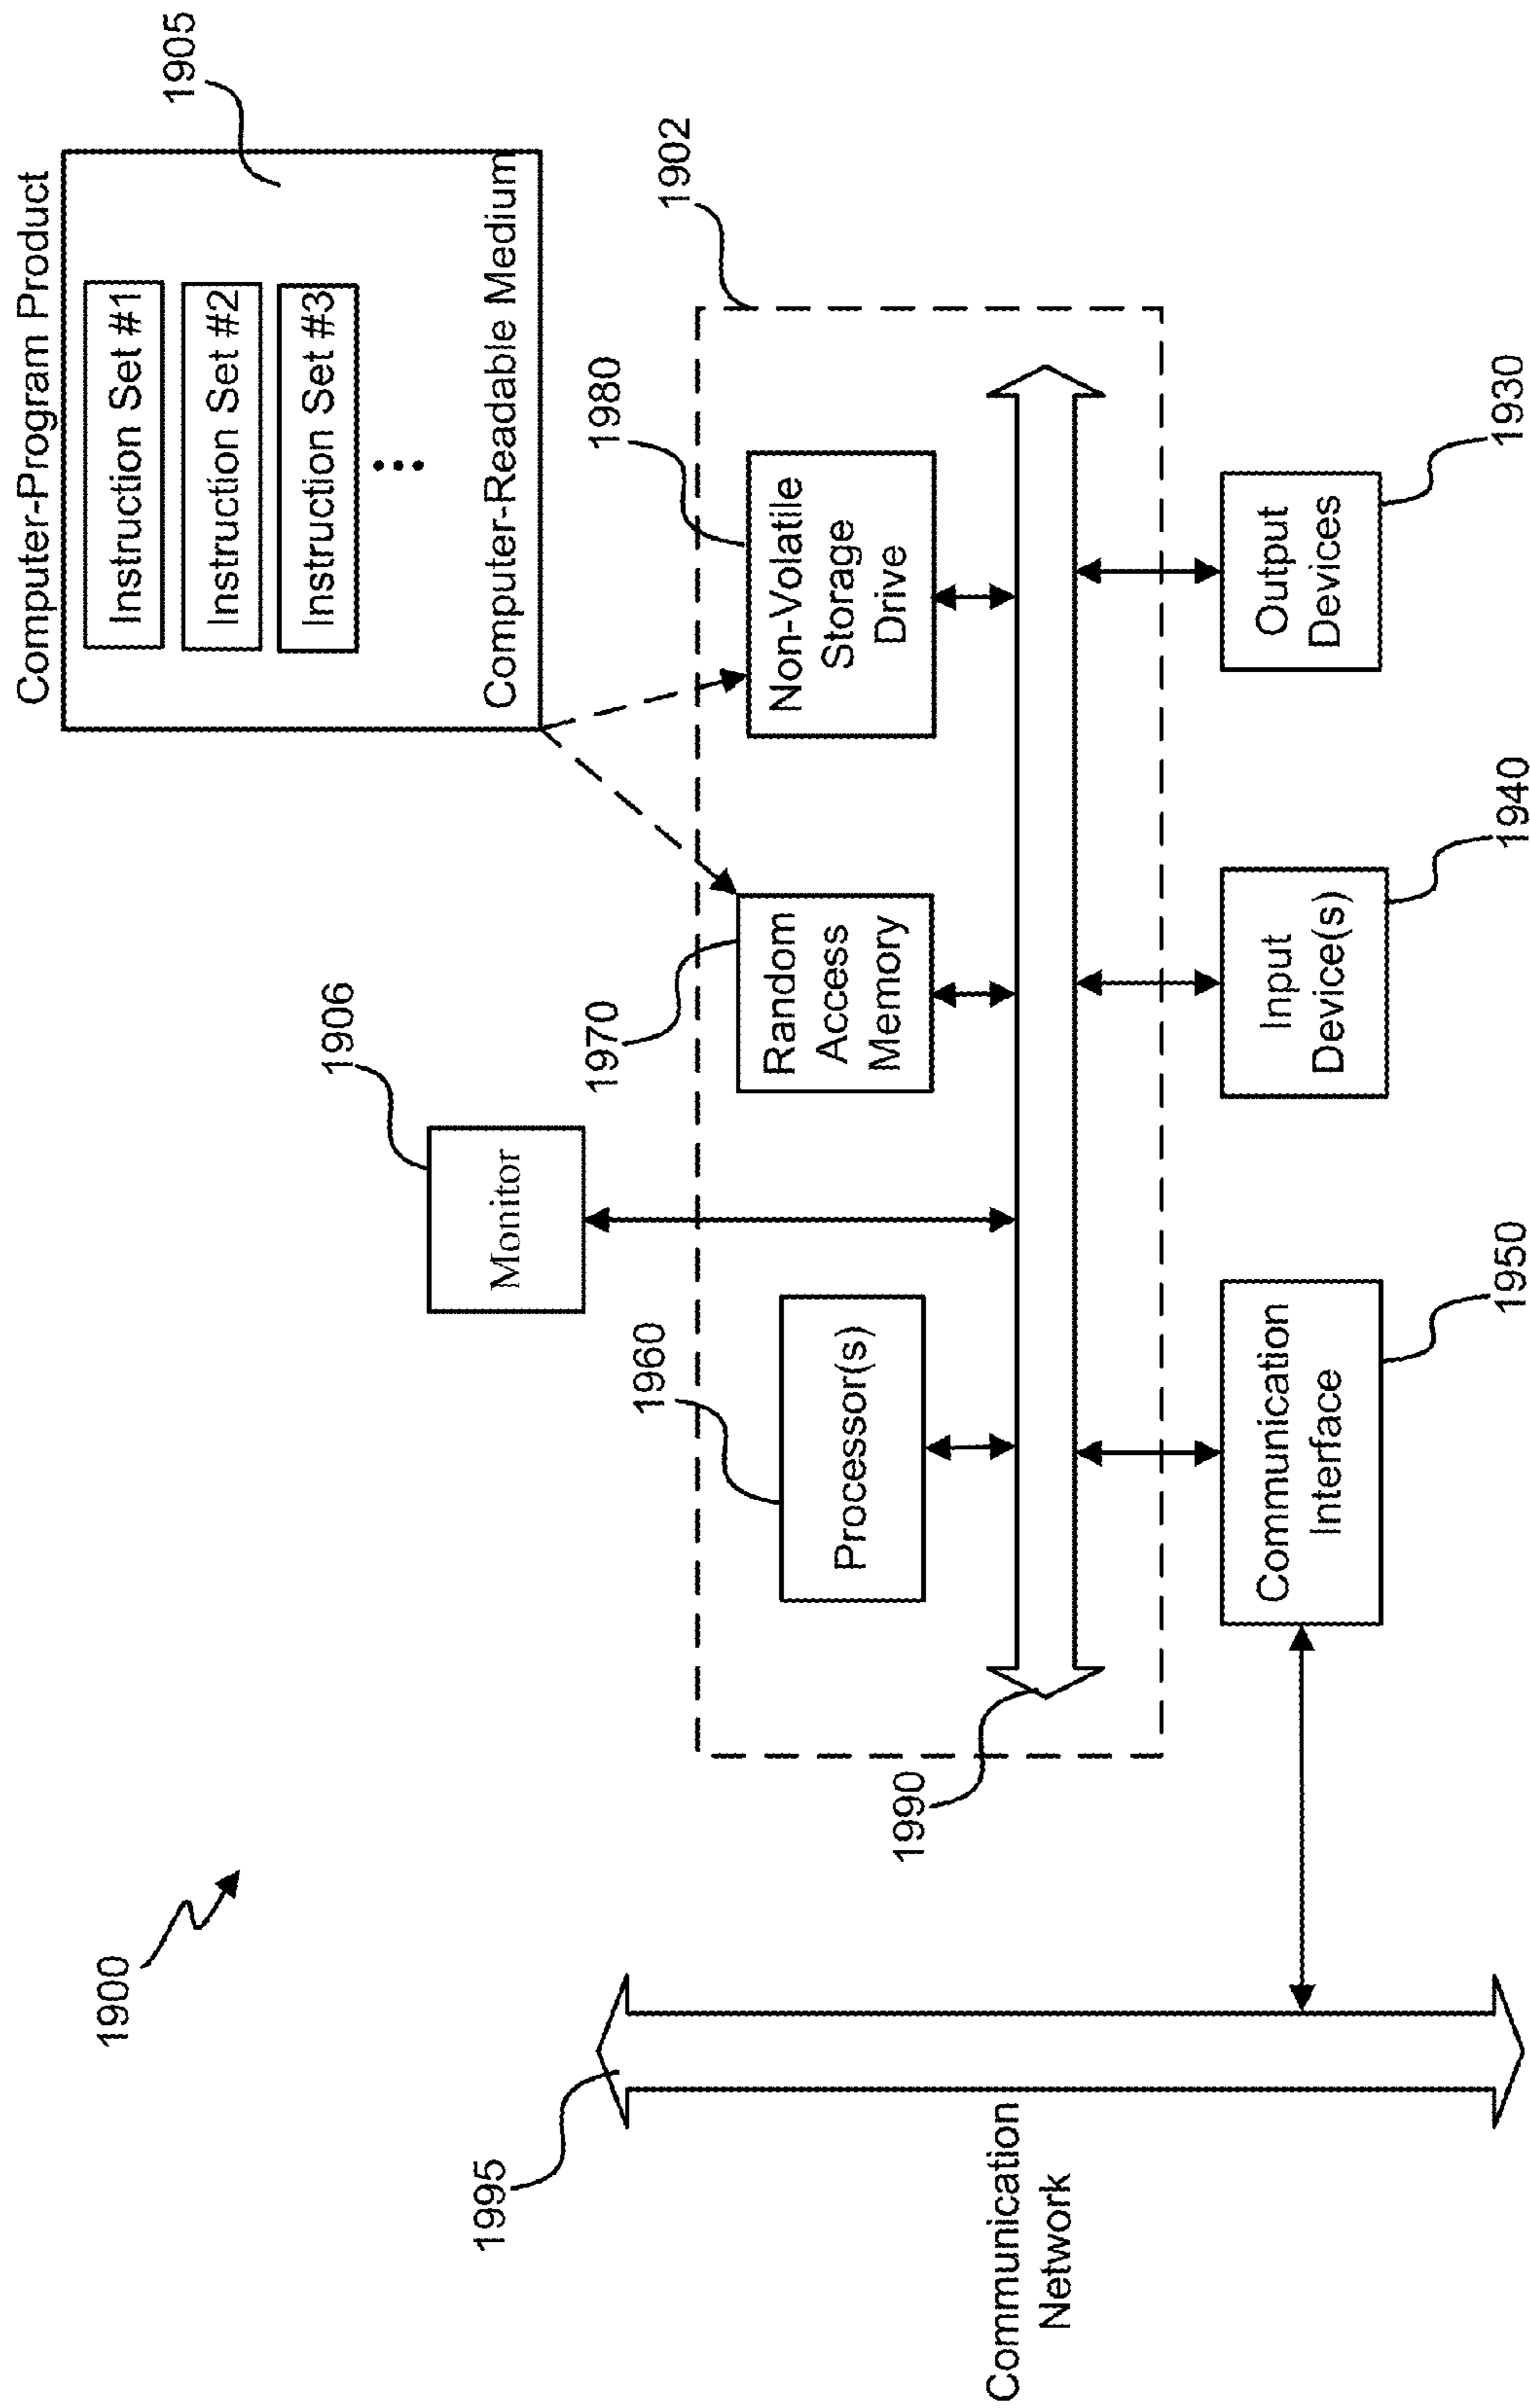 Computer-Program Product
1905
Instruction Set #1
Instruction Set #2
Instruction Set #3
...
Computer-Readable Medium
1900
1906
Monitor
1902
1960
Processor(s)
1970
Random
Access
Memory
1980
Non-Volatile
Storage
Drive
1990
1995
Communication
Network
Communication
Interface
1950
Input
Device(s)
1940
Output
Devices
1930